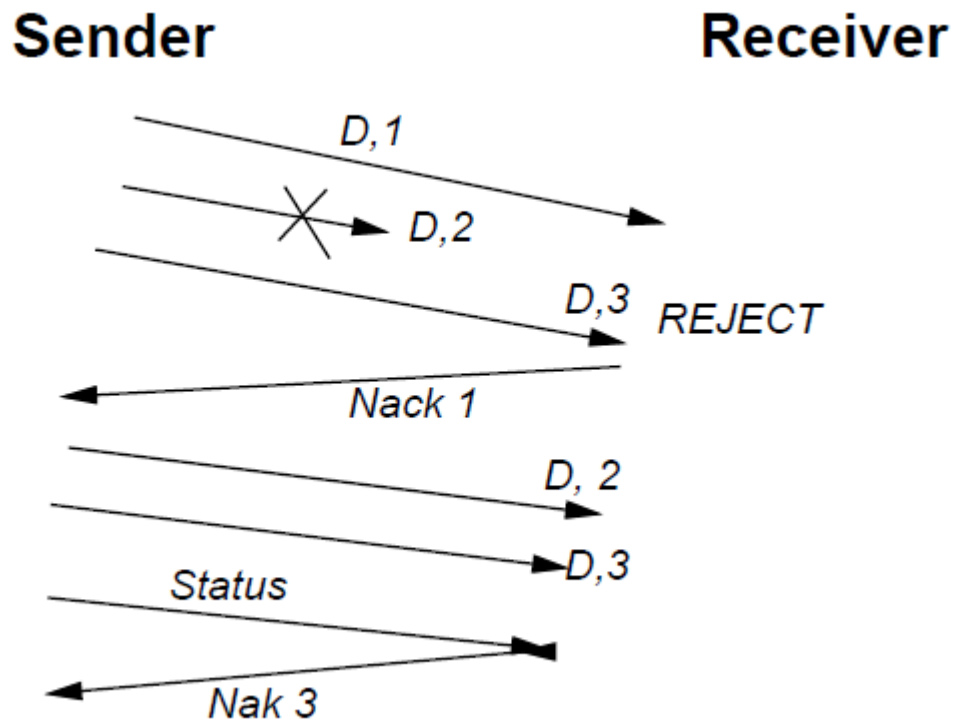 Sender
Receiver
D,1
D,2
D,3
REJECT
Nack 1
D, 2
D,3
Status
Nak 3